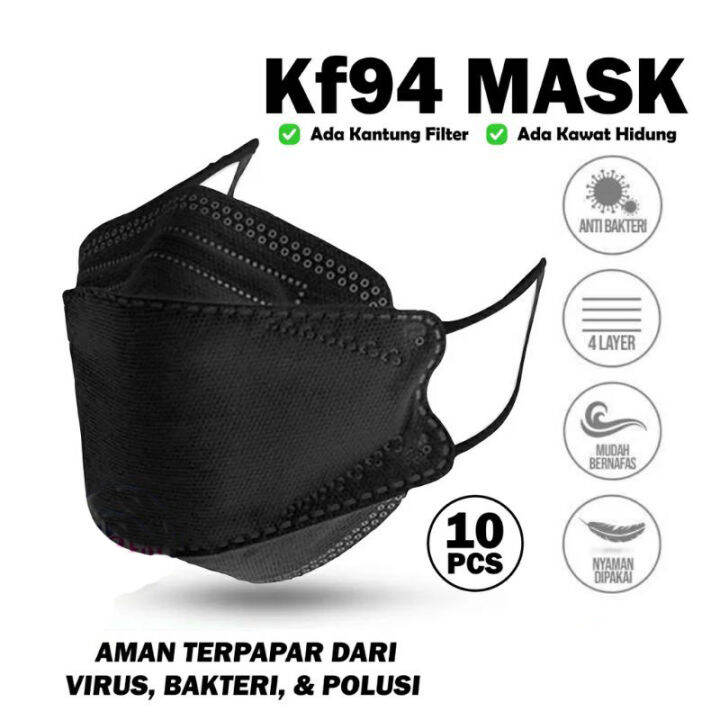 Kf94 MASK
✅ Ada Kantung Filter ✅ Ada Kawat Hidung
ANTI BAKTERI
4 LAYER
MUDAH
BERNAFAS
10
PCS
NYAMAN
DIPAKAI
AMAN TERPAPAR DARI
VIRUS, BAKTERI, & POLUSI